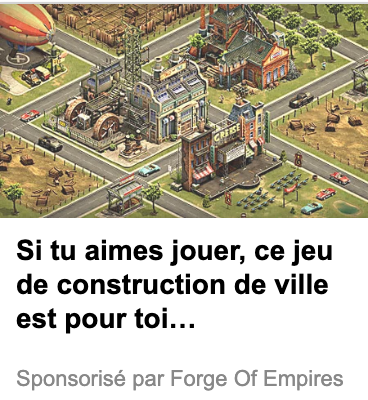 Si tu aimes jouer, ce jeu
de construction de ville
est pour toi…
Sponsorisé par Forge Of Empires